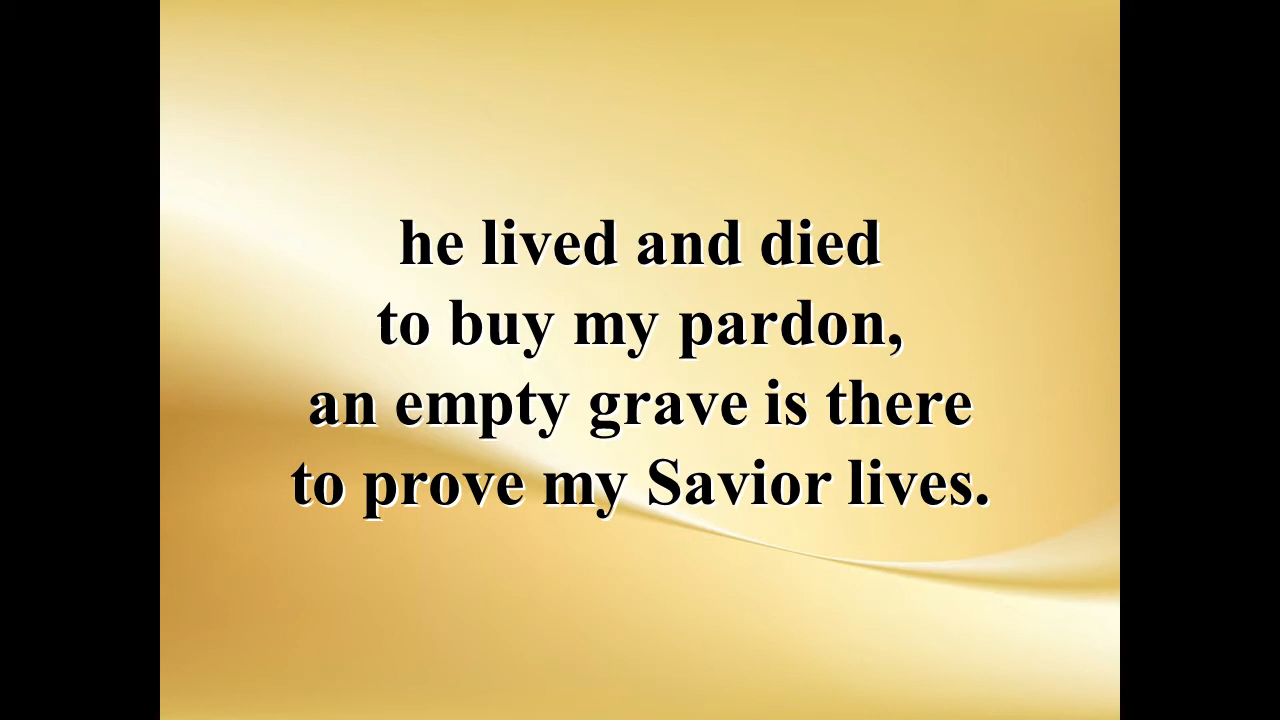 he lived and died
to buy my pardon,
an empty grave is there
to prove my Savior lives.